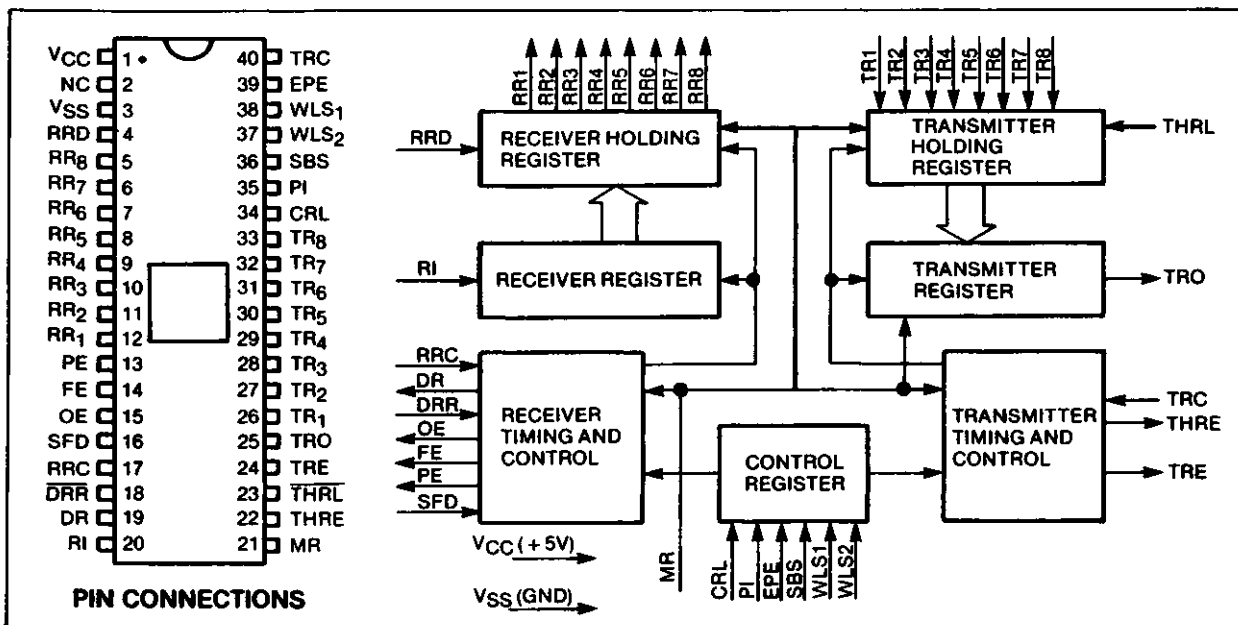 VCC 1 40 TRC
NC 2 39 EPE
VSS 3 38 WLS1
RRD 4 37 WLS2
RR8 5 36 SBS
RR7 6 35 PI
RR6 7 34 CRL
RR5 8 33 TR8
RR4 9 32 TR7
RR3 10 31 TR6
RR2 11 30 TR5
RR1 12 29 TR4
PE 13 28 TR3
FE 14 27 TR2
OE 15 26 TR1
SFD 16 25 TRO
RRC 17 24 TRE
DRR 18 23 THRL
DR 19 22 THRE
RI 20 21 MR
PIN CONNECTIONS
RR1 RR2 RR3 RR4 RR5 RR6 RR7 RR8
RRD
RECEIVER HOLDING
REGISTER
RI
RECEIVER REGISTER
RRC
DR
DRR
OE
FE
PE
SFD
RECEIVER
TIMING AND
CONTROL
VCC (+5V)
VSS (GND)
MR
CONTROL
REGISTER
CRL
PI
EPE
SBS
WLS1
WLS2
TR1 TR2 TR3 TR4 TR5 TR6 TR7 TR8
TRANSMITTER
HOLDING
REGISTER
THRL
TRANSMITTER
REGISTER
TRO
TRANSMITTER
TIMING AND
CONTROL
TRC
THRE
TRE